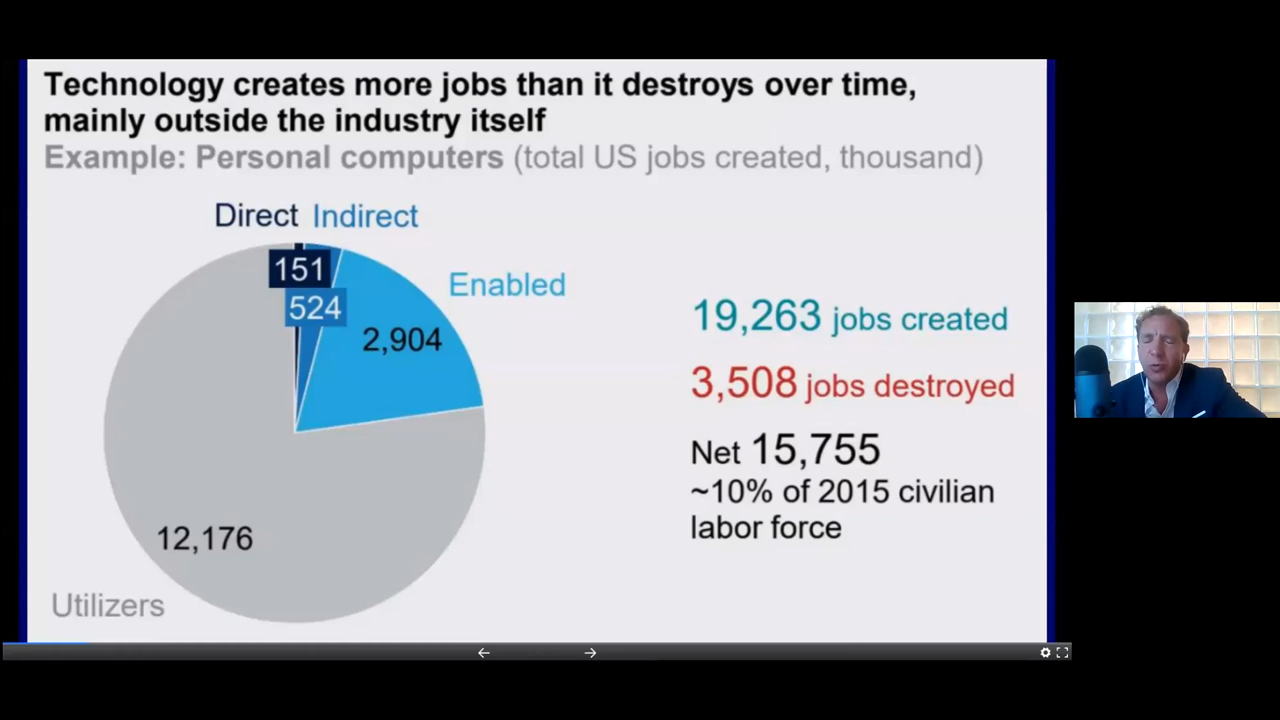 Technology creates more jobs than it destroys over time,
mainly outside the industry itself
Example: Personal computers (total US jobs created, thousand)
Direct Indirect
151
524
Enabled
2,904
12,176
Utilizers
19,263 jobs created
3,508 jobs destroyed
Net 15,755
~10% of 2015 civilian
labor force